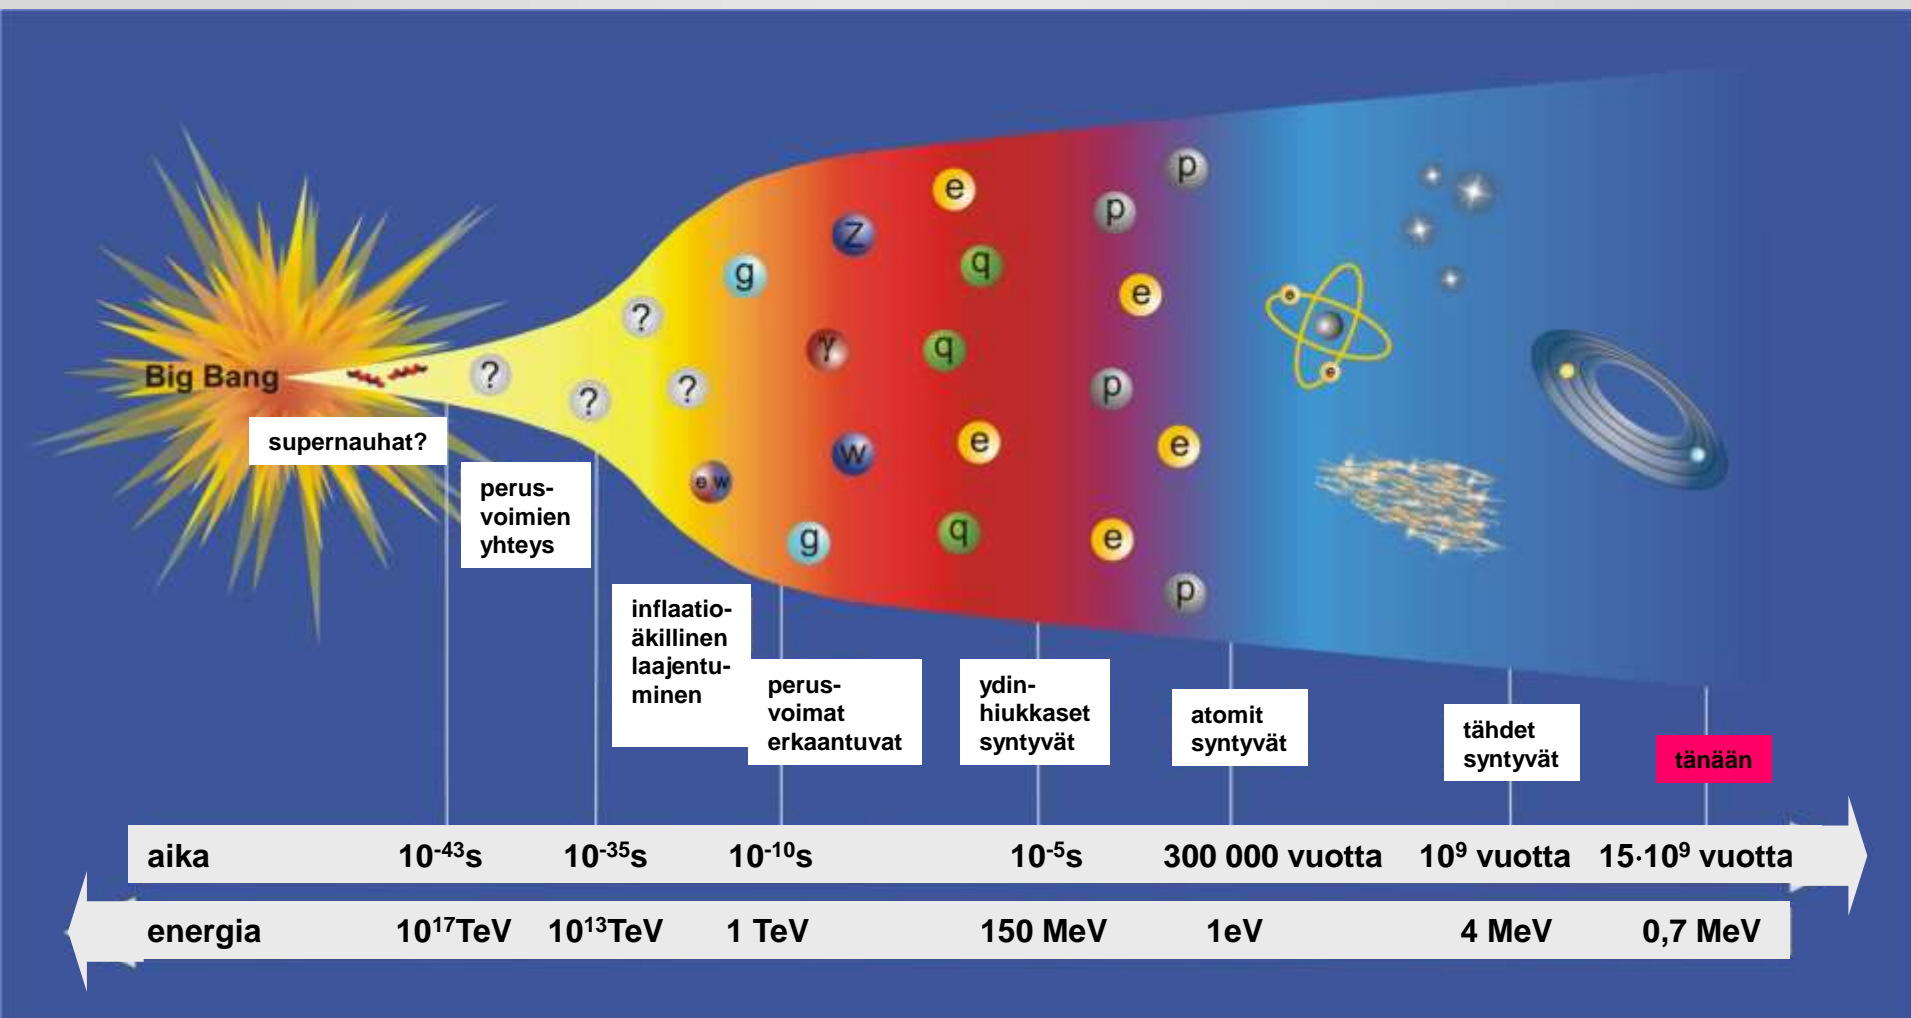 Big Bang
supernauhat?
perus-
voimien
yhteys
inflaatio-
äkillinen
laajentu-
minen
perus-
voimat
erkaantuvat
ydin-
hiukkaset
syntyvät
atomit
syntyvät
tähdet
syntyvät
tänään
?
?
?
?
g
e w
g
Z
γ
W
e
q
q
e
q
p
p
e
p
e
e
p
e
e
aika 10⁻⁴³s 10⁻³⁵s 10⁻¹⁰s 10⁻⁵s 300 000 vuotta 10⁹ vuotta 15·10⁹ vuotta
energia 10¹⁷TeV 10¹³TeV 1 TeV 150 MeV 1eV 4 MeV 0,7 MeV